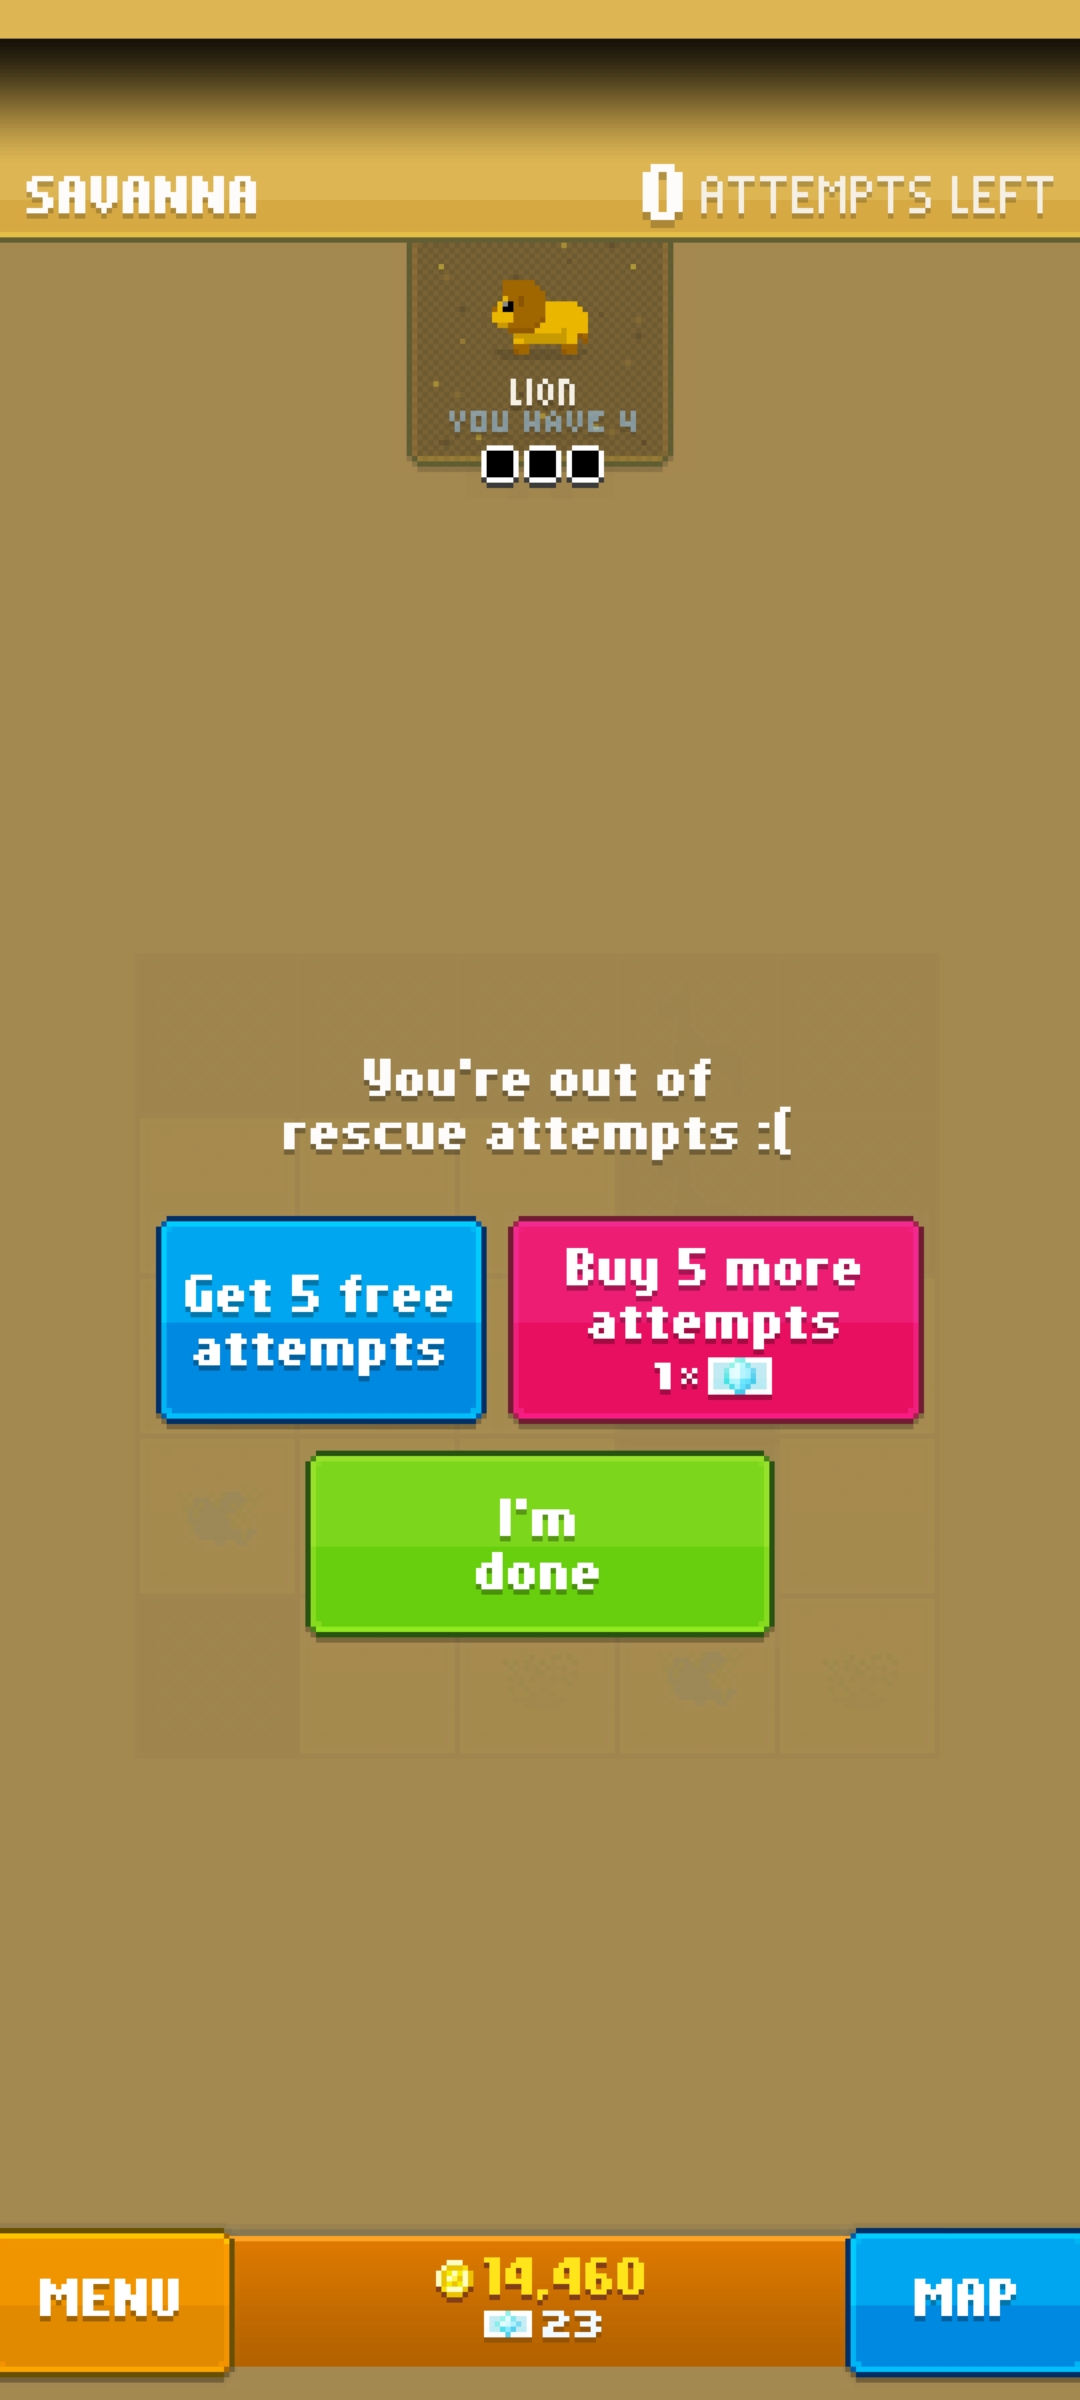 SAVANNA
0 ATTEMPTS LEFT
LION
YOU HAVE 4
You're out of
rescue attempts :(
Get 5 free
attempts
Buy 5 more
attempts
1×
I'm
done
MENU
14,460
23
MAP